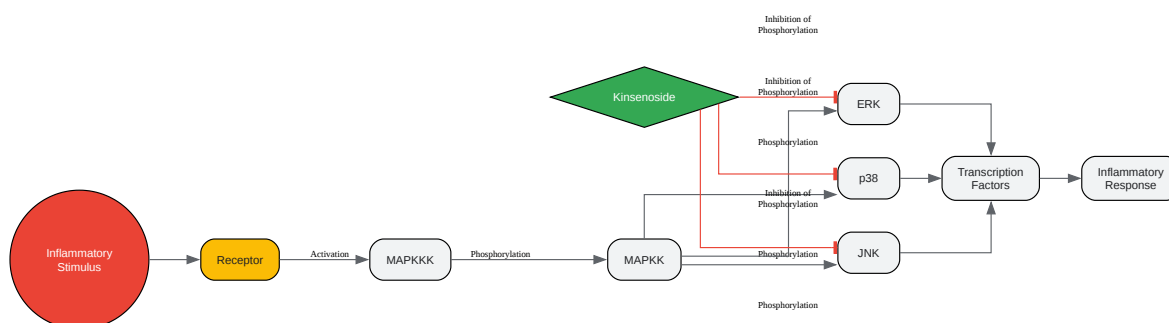 Inhibition of
Phosphorylation
Inhibition of
Phosphorylation
Kinsenoside
ERK
Phosphorylation
p38
Transcription
Factors
Inflammatory
Response
Inhibition of
Phosphorylation
Inflammatory
Stimulus
Receptor
Activation
MAPKKK
Phosphorylation
MAPKK
Phosphorylation
JNK
Phosphorylation